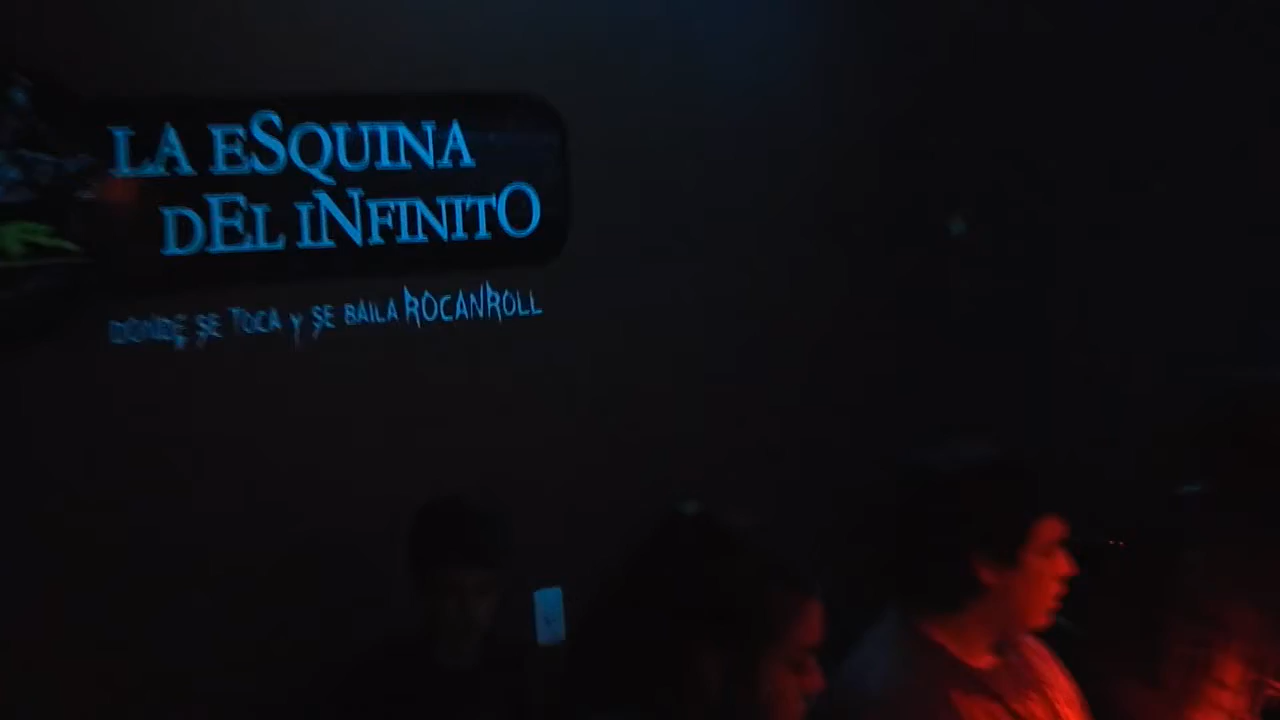 LA ESQUINA
DEL INFINITO
DONDE SE TOCA y SE BAILA ROCANROLL